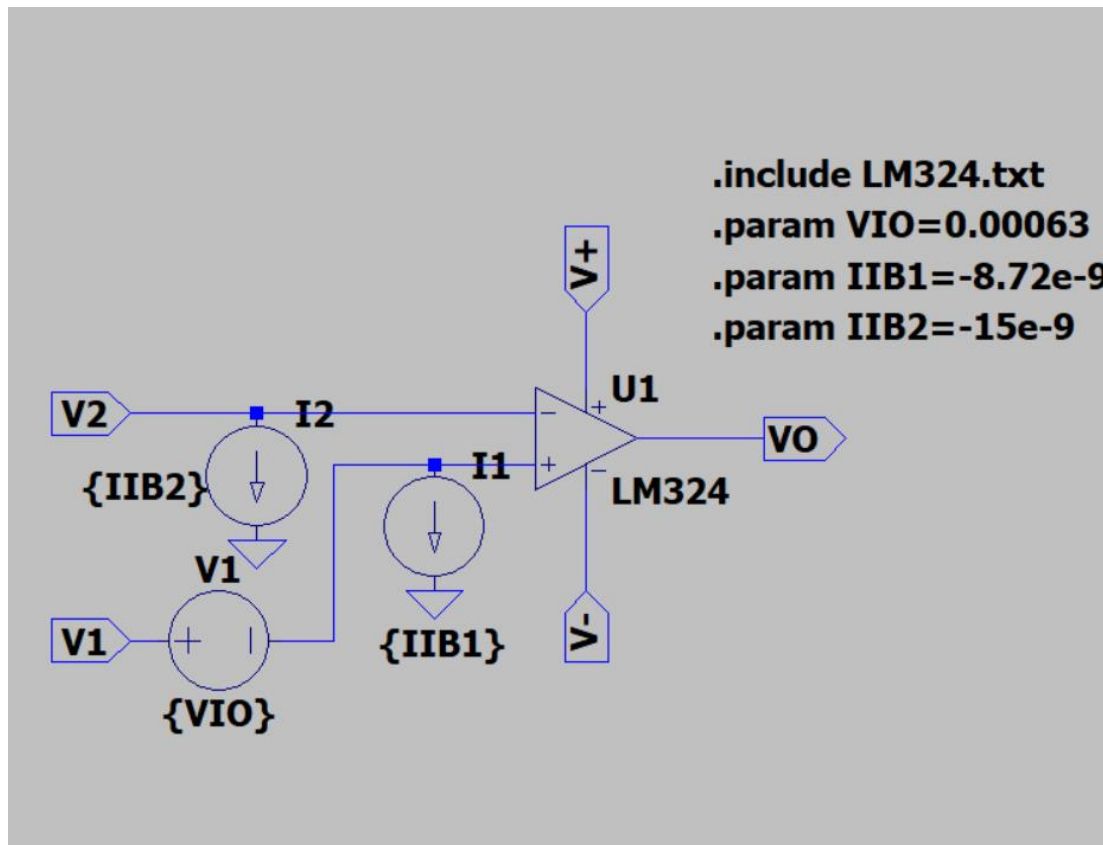 .include LM324.txt
.param VIO=0.00063
.param IIB1=-8.72e-9
.param IIB2=-15e-9
V+
U1
+
V2
I2
−
VO
{IIB2}
I1
+
−
LM324
V1
V1
+
−
{IIB1}
V-
{VIO}